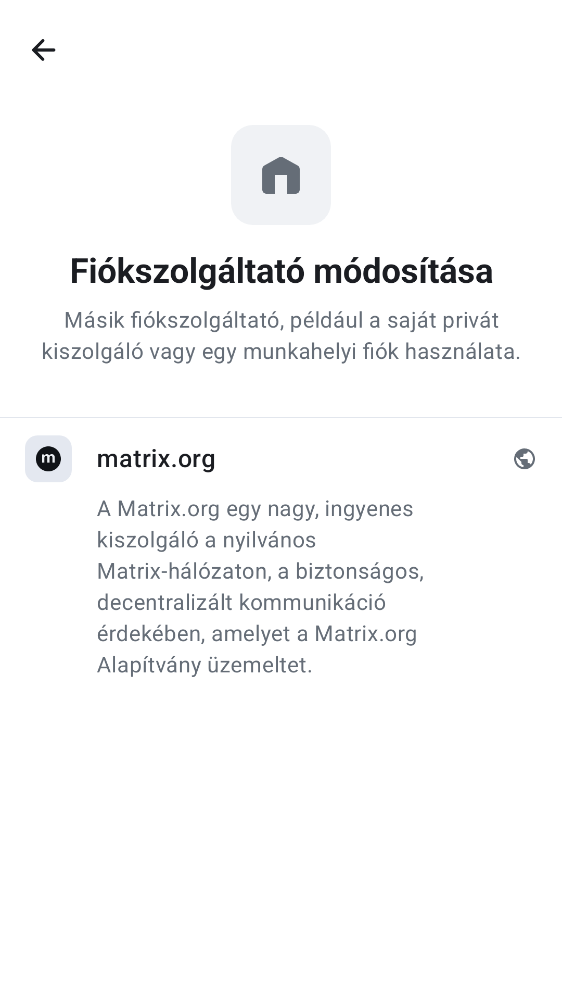 Fiókszolgáltató módosítása
Másik fiókszolgáltató, például a saját privát
kiszolgáló vagy egy munkahelyi fiók használata.
m
matrix.org
A Matrix.org egy nagy, ingyenes
kiszolgáló a nyilvános
Matrix-hálózaton, a biztonságos,
decentralizált kommunikáció
érdekében, amelyet a Matrix.org
Alapítvány üzemeltet.